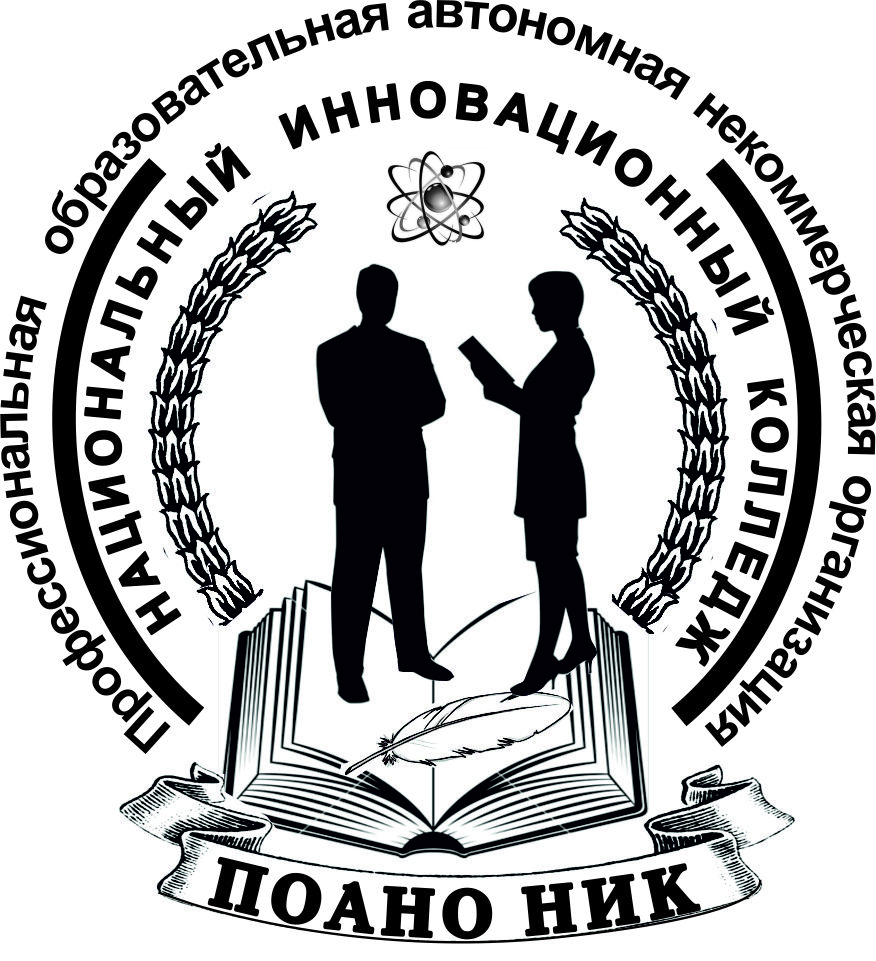 Профессиональная образовательная автономная некоммерческая организация
НАЦИОНАЛЬНЫЙ ИННОВАЦИОННЫЙ КОЛЛЕДЖ
ПОАНО НИК